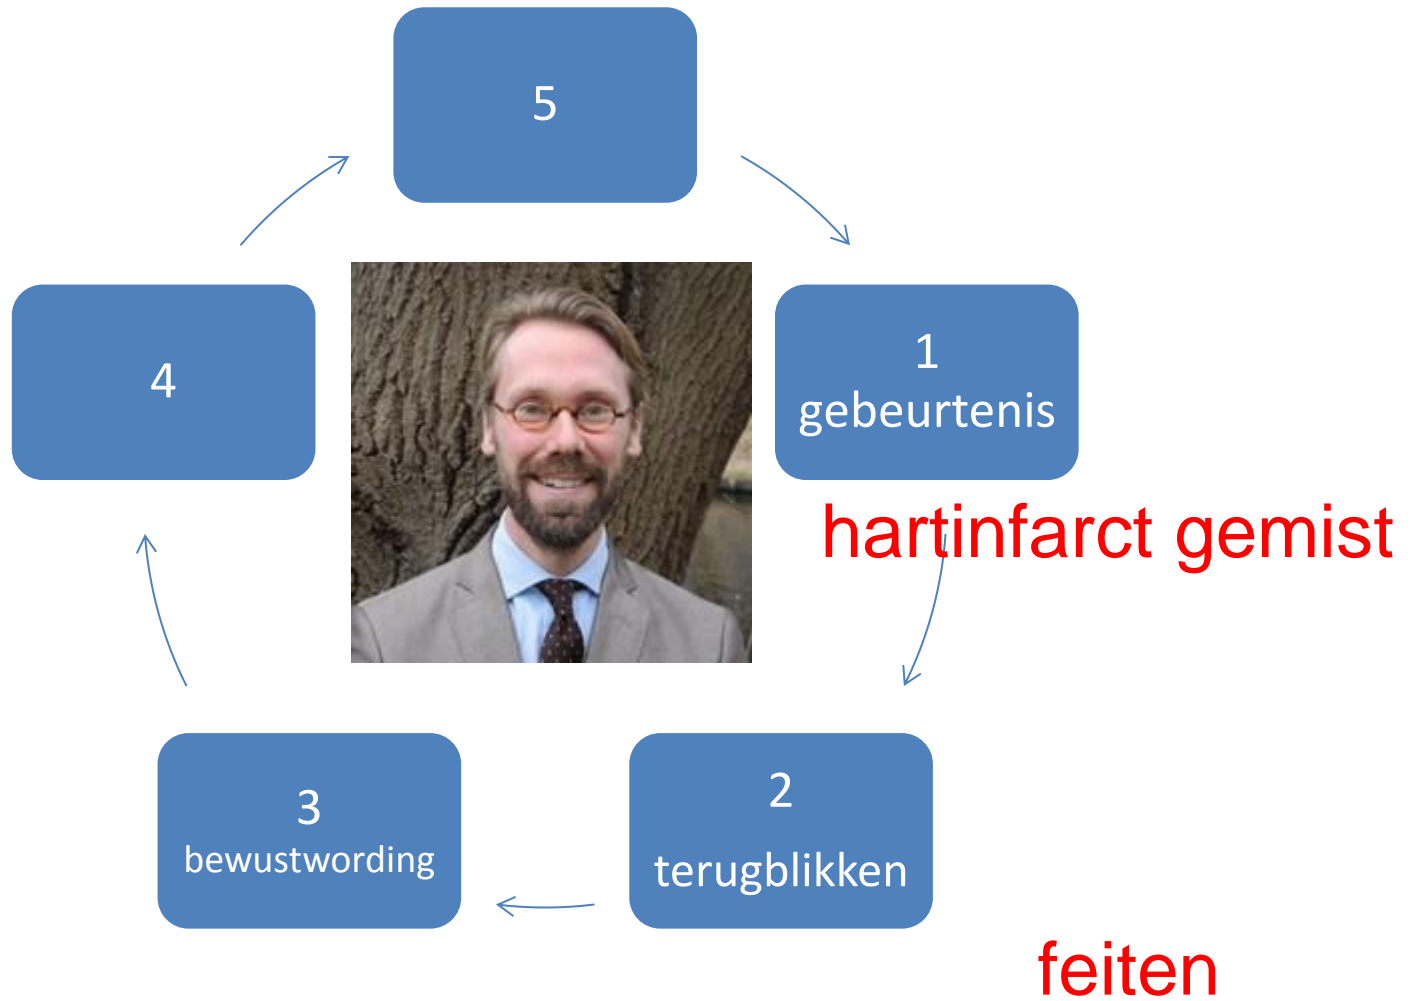 5
4
1
gebeurtenis
hartinfarct gemist
3
bewustwording
2
terugblikken
feiten